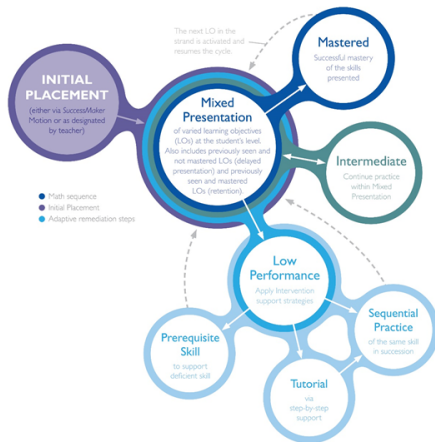 The next LO in the
strand is activated and
resumes the cycle.
Mastered
Successful mastery
of the skills
presented
INITIAL
PLACEMENT
(either via SuccessMaker
Motion or as designated
by teacher)
Mixed
Presentation
of varied learning objectives
(LOs) at the student's level.
Also includes previously seen and
not mastered LOs (delayed
presentation) and previously
seen and mastered
LOs (retention).
Intermediate
Continue practice
within Mixed
Presentation
Math sequence
Initial Placement
Adaptive remediation steps
Low
Performance
Apply Intervention
support strategies
Prerequisite
Skill
to support
deficient skill
Sequential
Practice
of the same skill
in succession
Tutorial
via
step-by-step
support